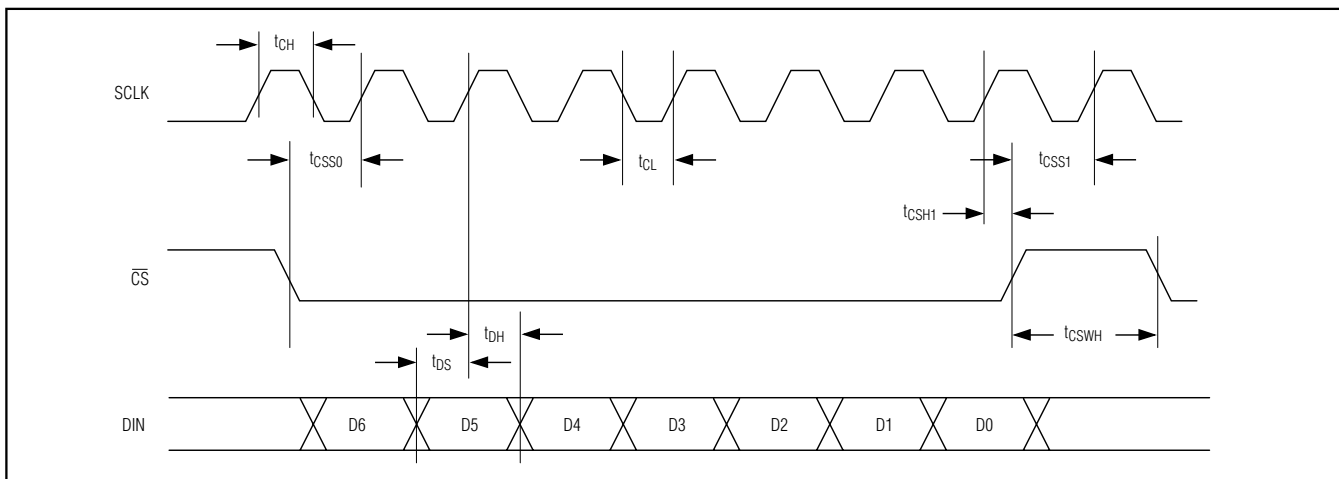 tCH
SCLK
tCSS0
tCL
tCSS1
tCSH1
CS
tDH
tCSWH
tDS
DIN
D6
D5
D4
D3
D2
D1
D0